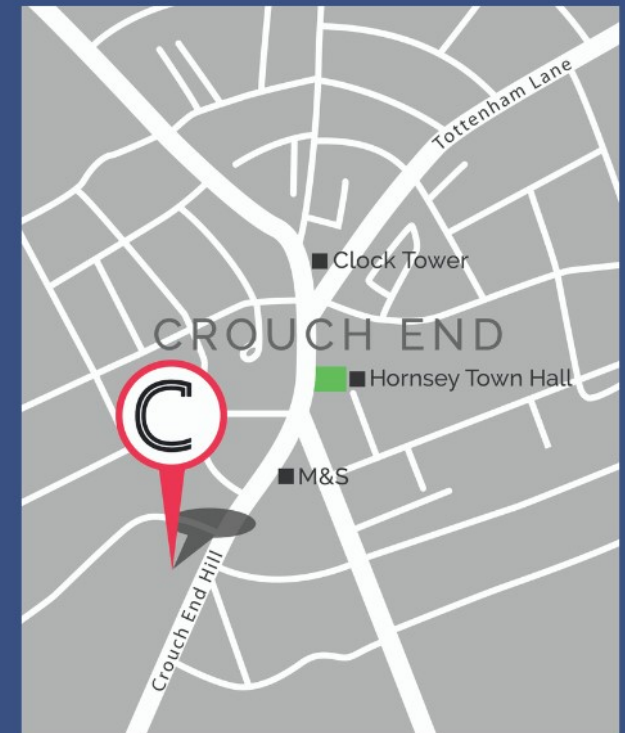 Tottenham Lane
Clock Tower
CROUCH END
Hornsey Town Hall
C
M&S
Crouch End Hill